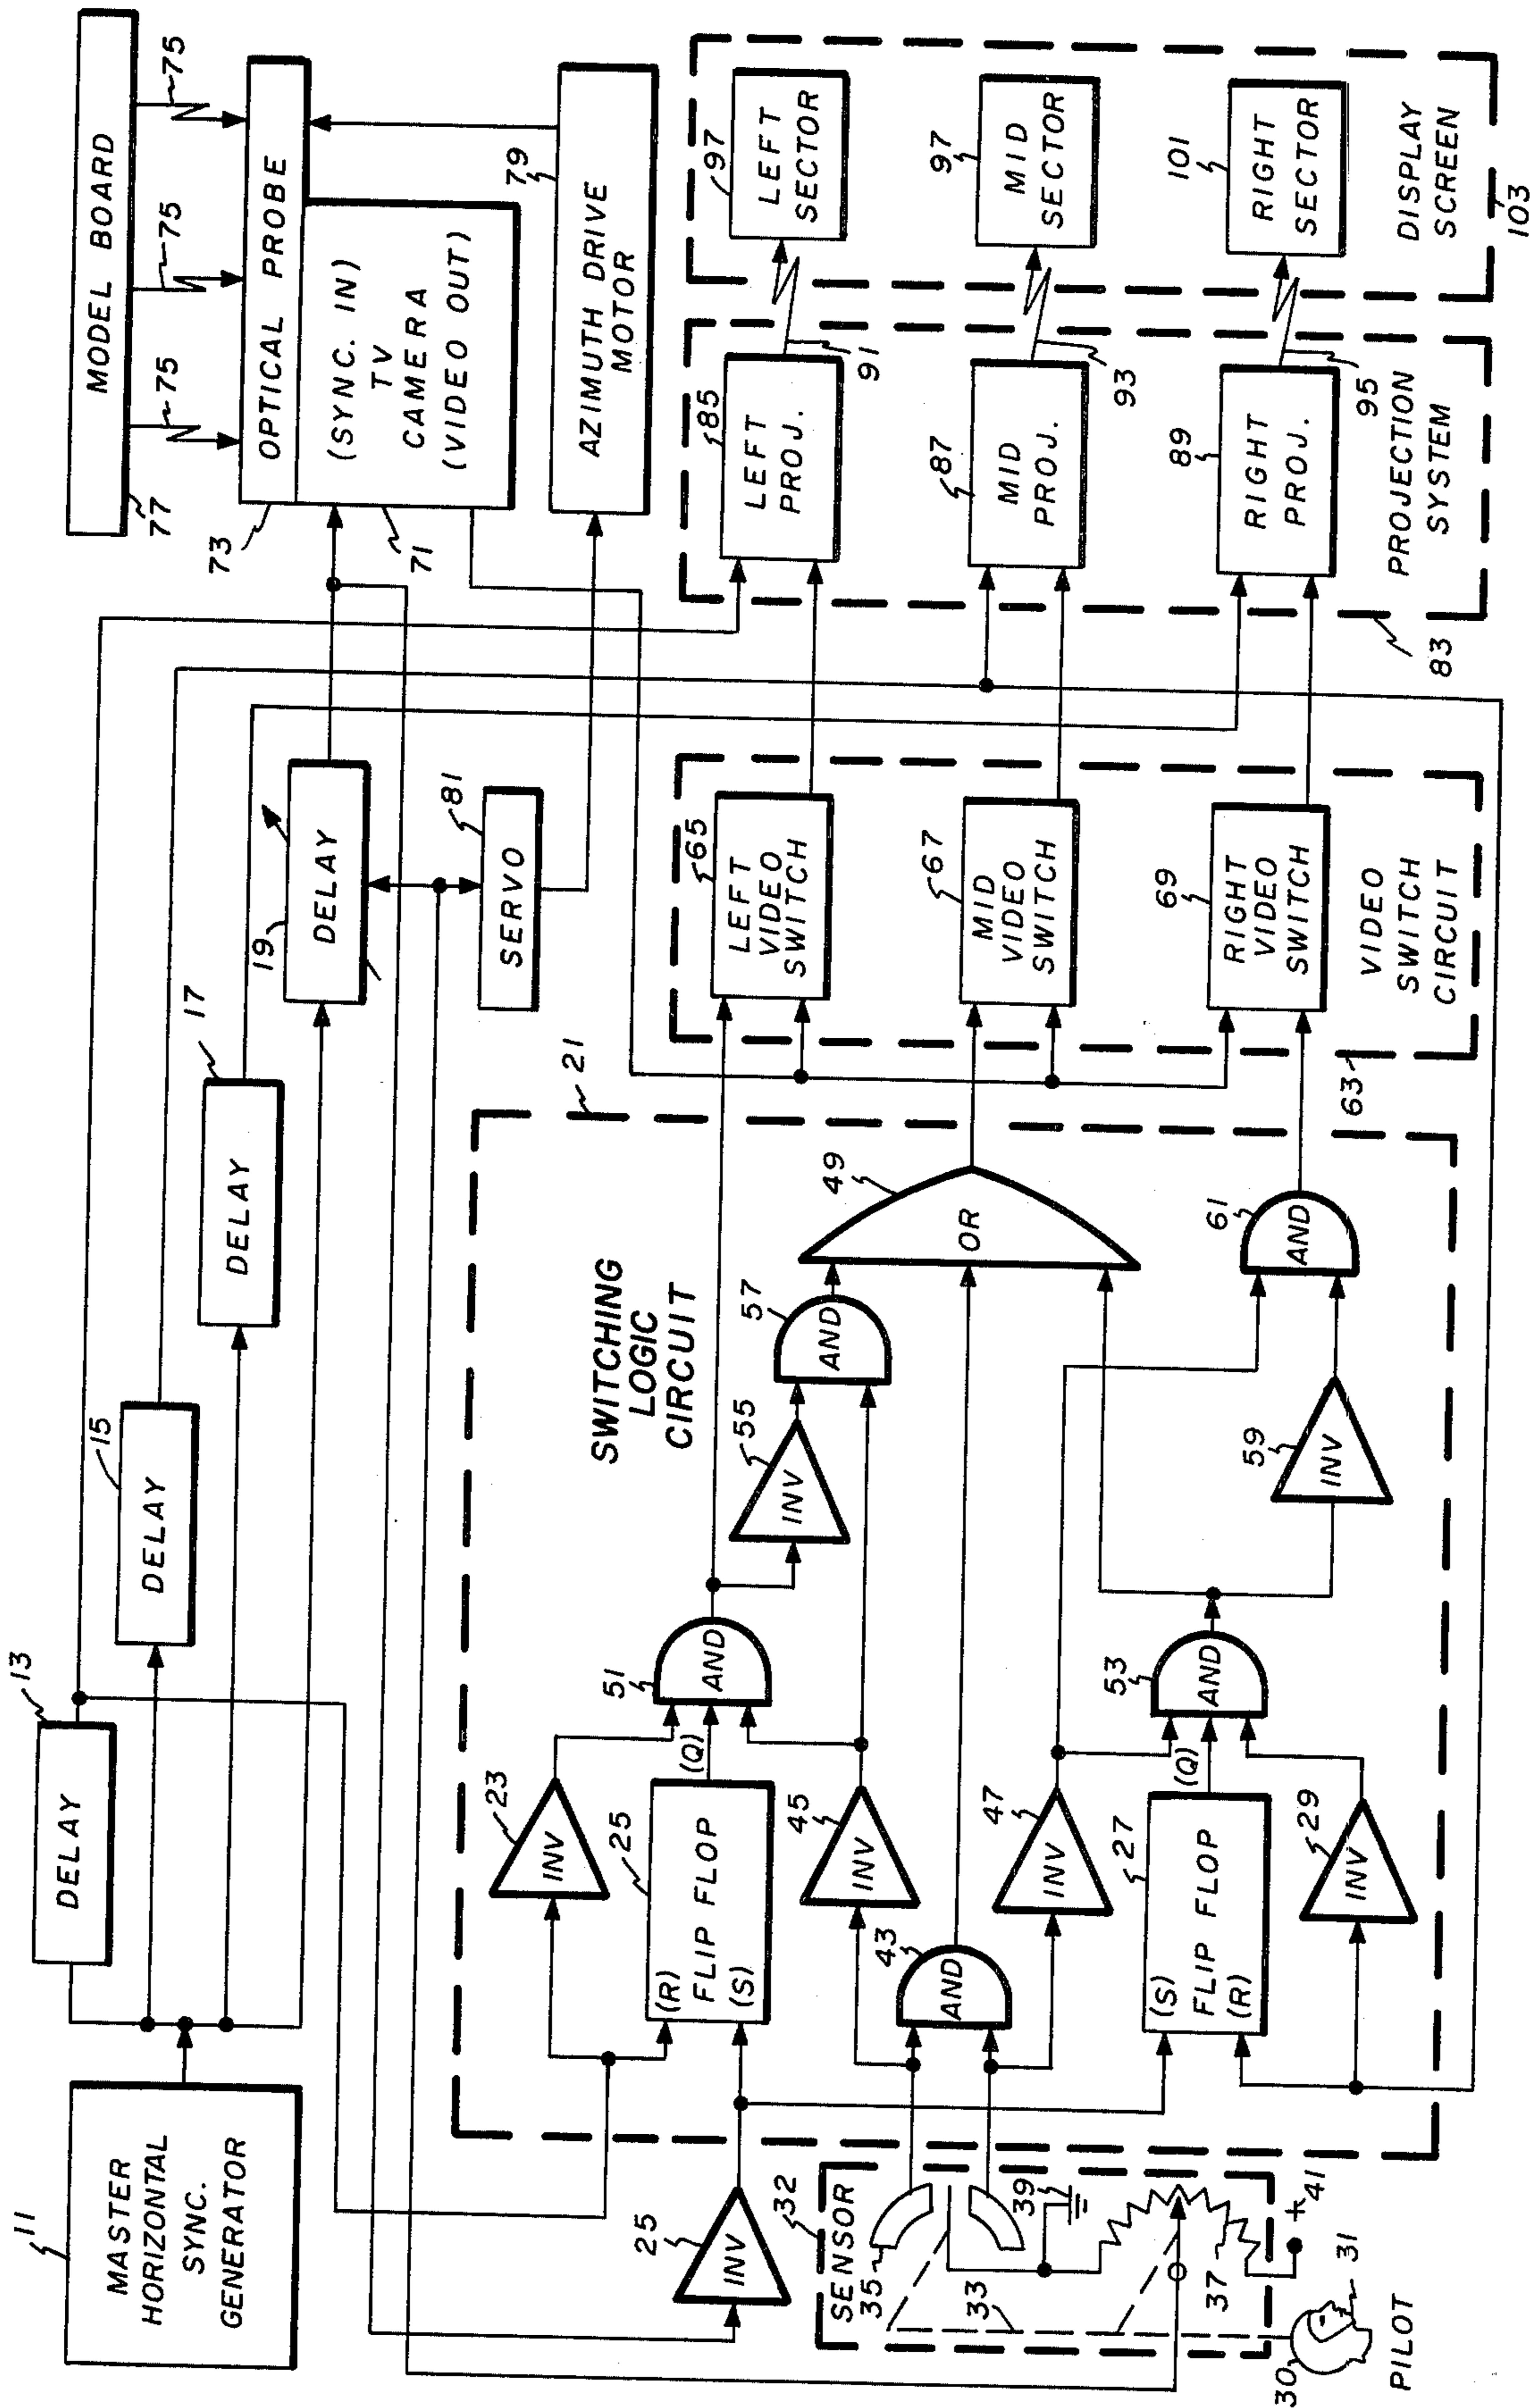 11
MASTER
HORIZONTAL
SYNC.
GENERATOR
13
DELAY
15
DELAY
17
DELAY
19
DELAY
81
SERVO
MODEL BOARD
77
75
75
75
OPTICAL PROBE
73
(SYNC. IN)
TV
CAMERA
(VIDEO OUT)
71
79
AZIMUTH DRIVE
MOTOR
21
SWITCHING
LOGIC
CIRCUIT
23
INV
25
INV
25
(R)
FLIP FLOP
(S)
(Q)
51
AND
55
INV
57
AND
45
INV
43
AND
49
OR
47
INV
27
(S)
FLIP FLOP
(R)
(Q)
53
AND
29
INV
59
INV
61
AND
SENSOR
32
35
33
39
37
+
41
30
31
PILOT
65
LEFT
VIDEO
SWITCH
67
MID
VIDEO
SWITCH
69
RIGHT
VIDEO
SWITCH
VIDEO
SWITCH
CIRCUIT
63
85
LEFT
PROJ.
91
87
MID
PROJ.
93
89
RIGHT
PROJ.
95
PROJECTION
SYSTEM
83
97
LEFT
SECTOR
97
MID
SECTOR
101
RIGHT
SECTOR
DISPLAY
SCREEN
103